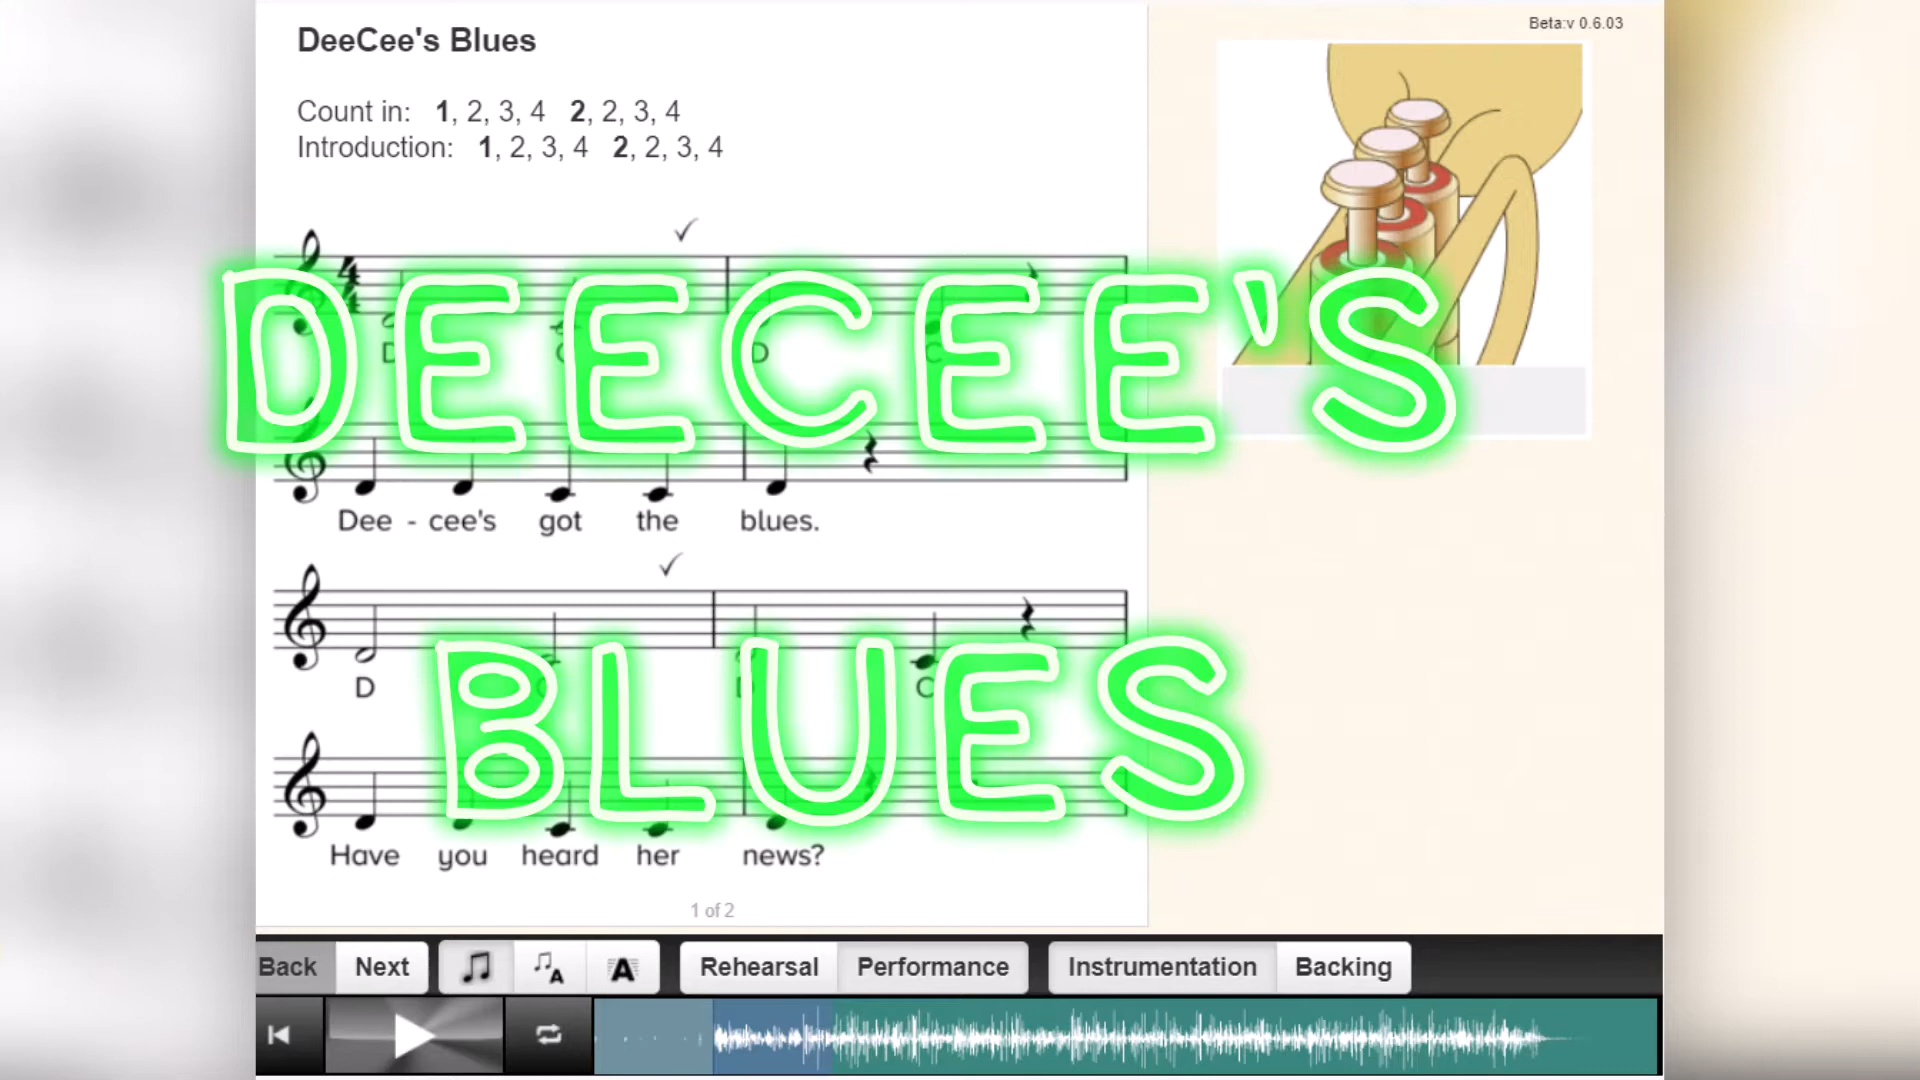 DeeCee's Blues
Beta:v 0.6.03
Count in: 1, 2, 3, 4 2, 2, 3, 4
Introduction: 1, 2, 3, 4 2, 2, 3, 4
DEECEE'S
D C D C
Dee - cee's got the blues.
BLUES
D C D C
Have you heard her news?
1 of 2
Back Next A A Rehearsal Performance Instrumentation Backing